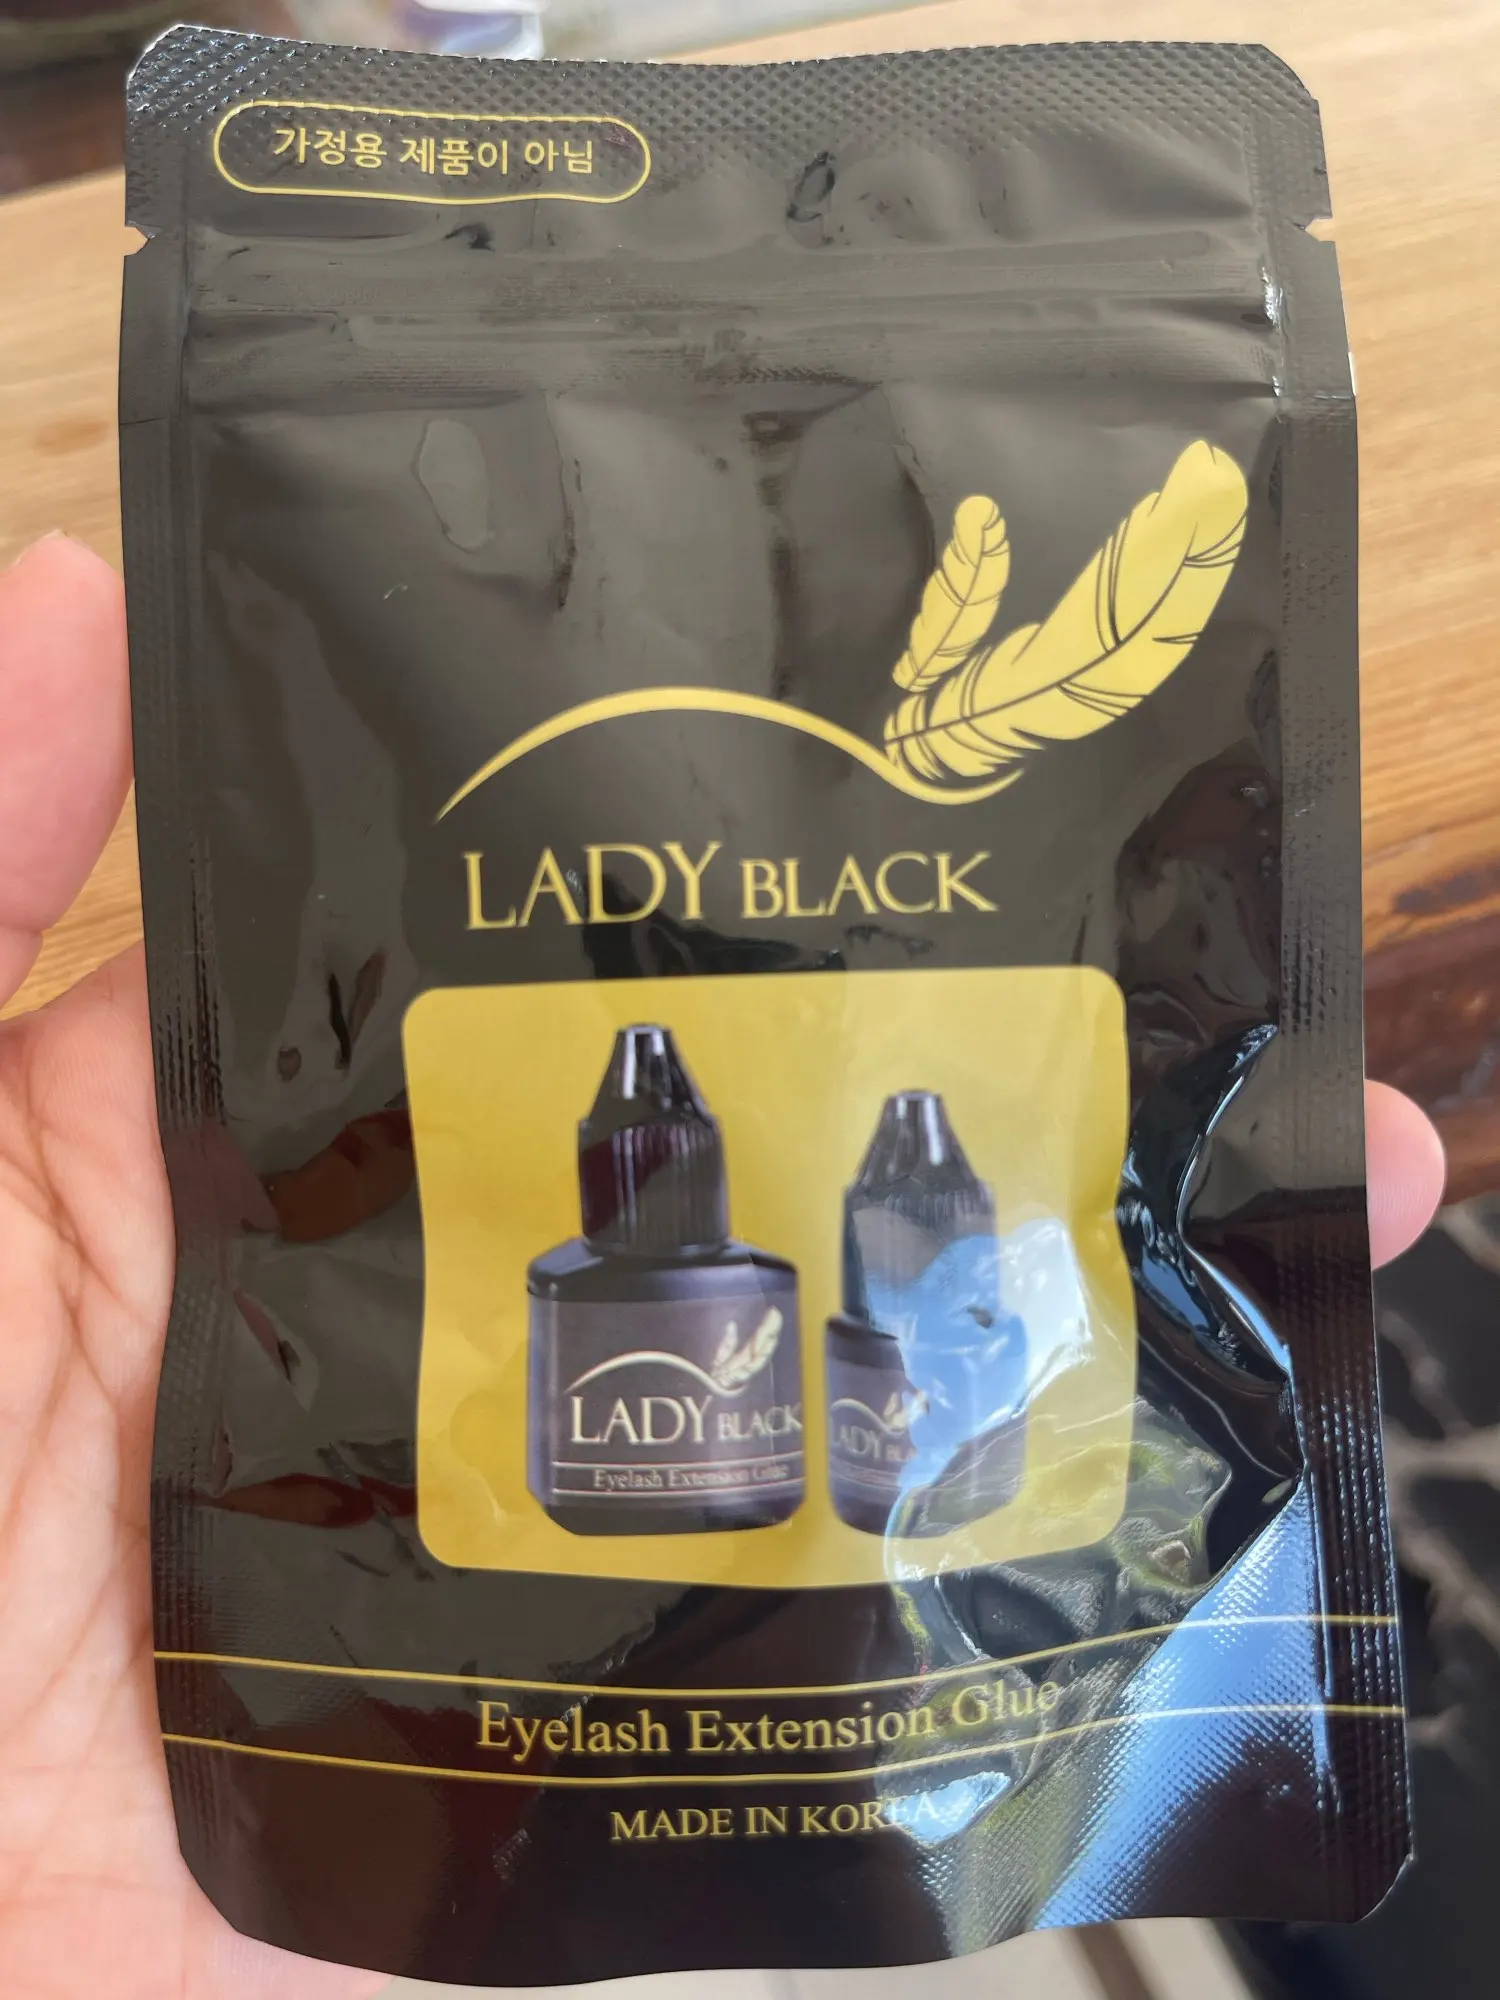 가정용 제품이 아님
LADY BLACK
LADY BLACK
Eyelash Extension Glue
LADY
Eyelash Extension Glue
MADE IN KOREA